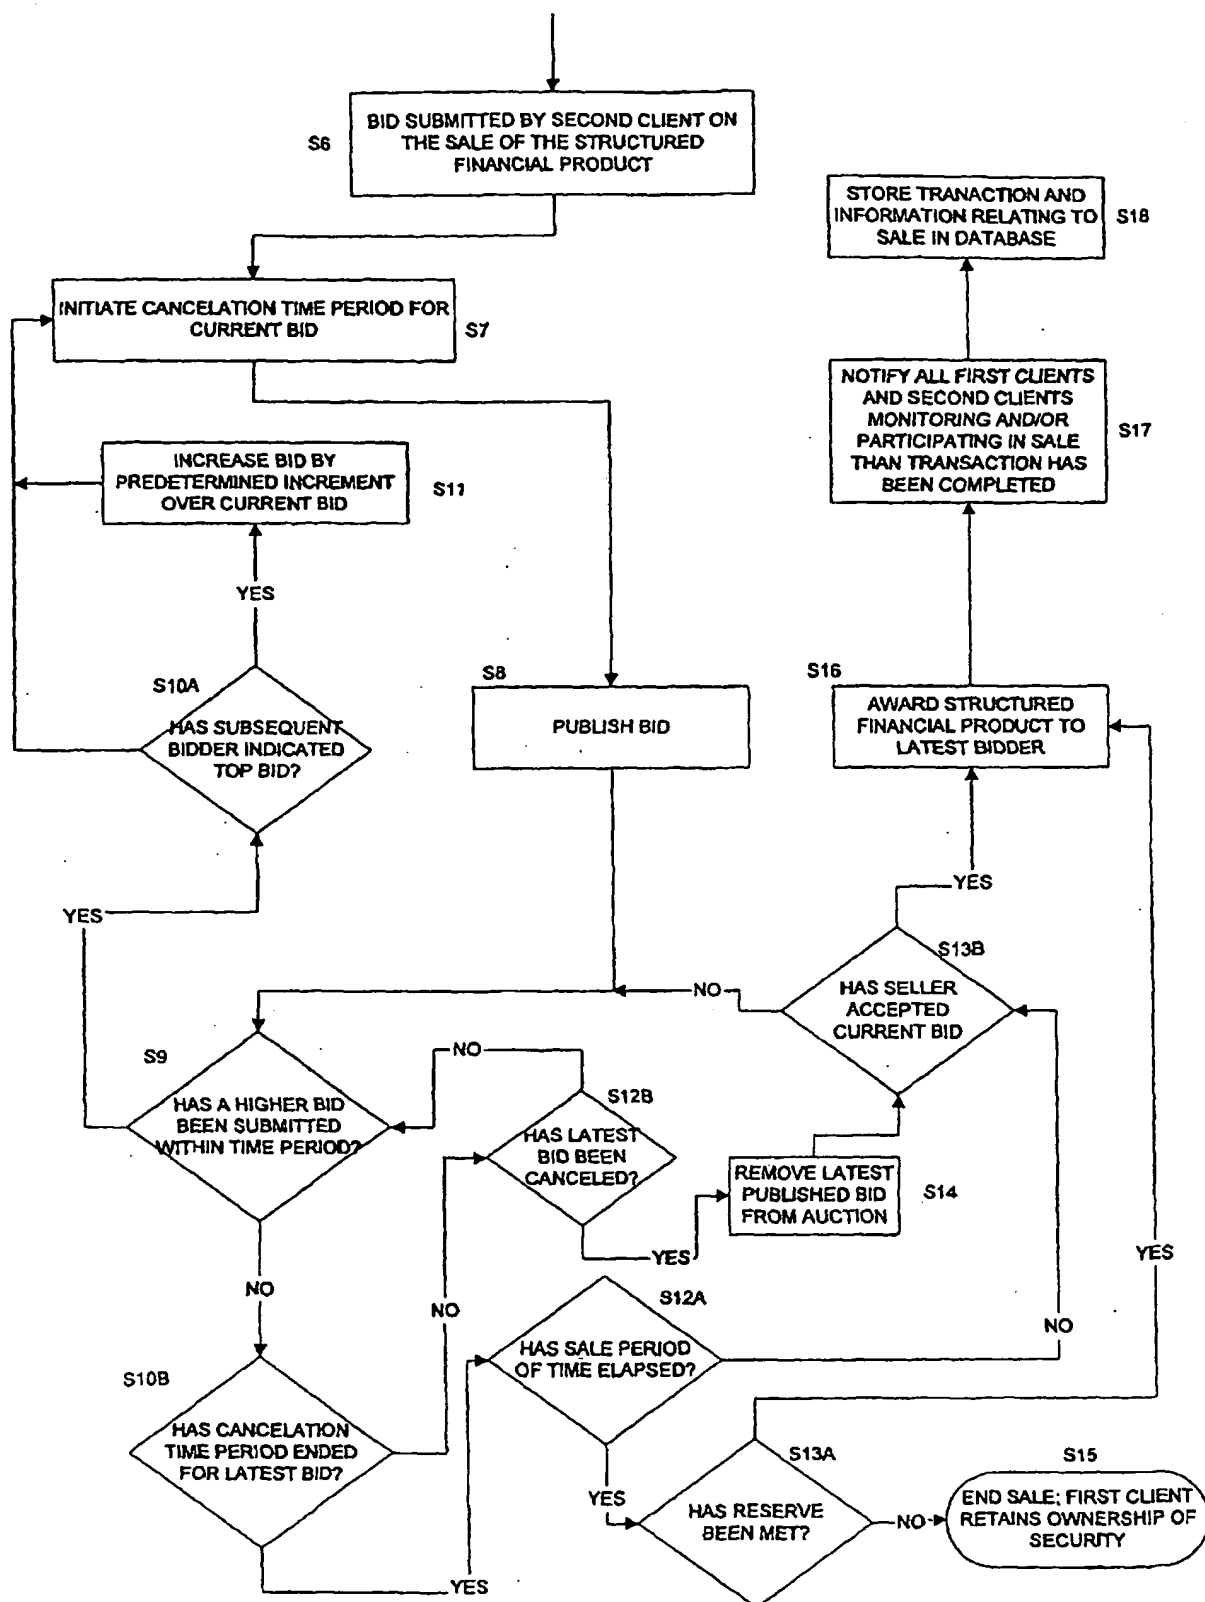 BID SUBMITTED BY SECOND CLIENT ON
THE SALE OF THE STRUCTURED
FINANCIAL PRODUCT
S6
STORE TRANACTION AND
INFORMATION RELATING TO
SALE IN DATABASE
S18
INITIATE CANCELATION TIME PERIOD FOR
CURRENT BID
S7
NOTIFY ALL FIRST CLIENTS
AND SECOND CLIENTS
MONITORING AND/OR
PARTICIPATING IN SALE
THAN TRANSACTION HAS
BEEN COMPLETED
S17
INCREASE BID BY
PREDETERMINED INCREMENT
OVER CURRENT BID
S11
YES
S10A
HAS SUBSEQUENT
BIDDER INDICATED
TOP BID?
S8
PUBLISH BID
S16
AWARD STRUCTURED
FINANCIAL PRODUCT TO
LATEST BIDDER
YES
YES
S13B
HAS SELLER
ACCEPTED
CURRENT BID
NO
S9
HAS A HIGHER BID
BEEN SUBMITTED
WITHIN TIME PERIOD?
NO
S12B
HAS LATEST
BID BEEN
CANCELED?
REMOVE LATEST
PUBLISHED BID
FROM AUCTION
S14
YES
YES
NO
NO
S12A
HAS SALE PERIOD
OF TIME ELAPSED?
NO
S10B
HAS CANCELATION
TIME PERIOD ENDED
FOR LATEST BID?
YES
YES
S13A
HAS RESERVE
BEEN MET?
NO
S15
END SALE; FIRST CLIENT
RETAINS OWNERSHIP OF
SECURITY